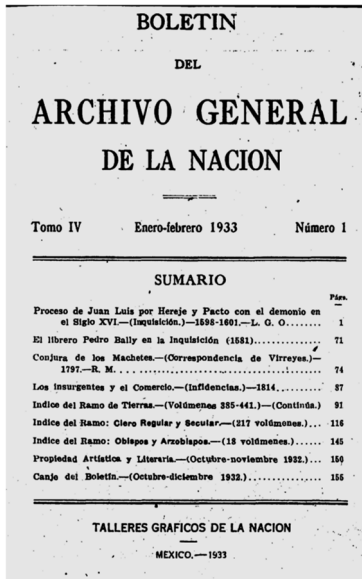 BOLETIN
DEL
ARCHIVO GENERAL
DE LA NACION
Tomo IV Enero-febrero 1933 Número 1
SUMARIO
Págs.
Proceso de Juan Luis por Hereje y Pacto con el demonio en
el Siglo XVI.—(Inquisición.)—1598-1601.—L. G. O........ 1
El librero Pedro Bally en la Inquisición (1581).............. 71
Conjura de los Machetes.—(Correspondencia de Virreyes.)—
1797.—R. M. .......................................... 74
Los insurgentes y el Comercio.—(Infidencias.)—1814........ 87
Indice del Ramo de Tierras.—(Volúmenes 385-441.)—(Continúa.) 91
Indice del Ramo: Clero Regular y Secular.—(217 volúmenes.)... 116
Indice del Ramo: Obispos y Arzobispos.—(18 volúmenes.)...... 145
Propiedad Artística y Literaria.—(Octubre-noviembre 1932.)... 150
Canje del Boletín.—(Octubre-diciembre 1932.).............. 155
TALLERES GRAFICOS DE LA NACION
MEXICO.—1933